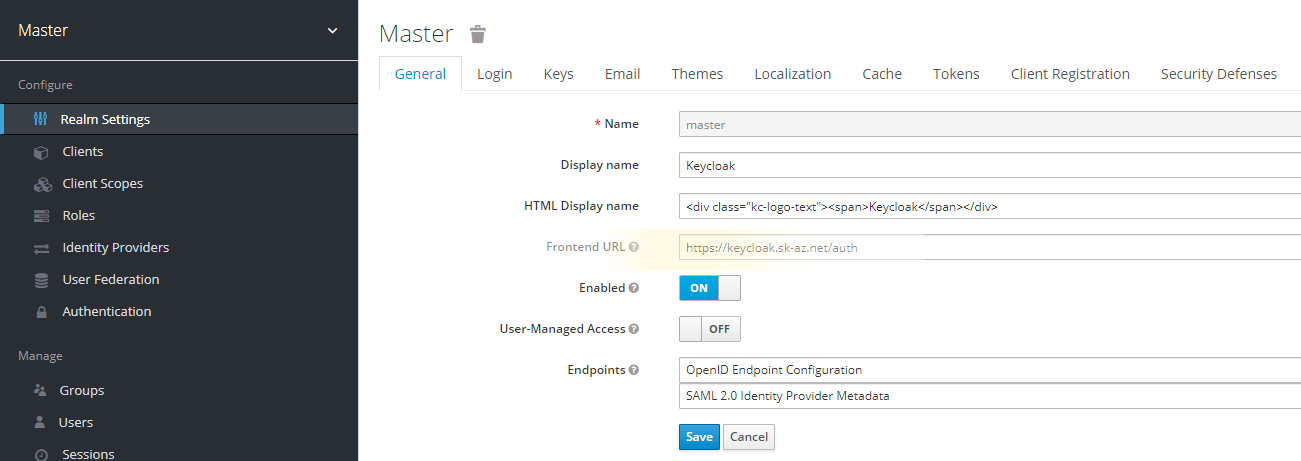 Master
Configure
Realm Settings
Clients
Client Scopes
Roles
Identity Providers
User Federation
Authentication
Manage
Groups
Users
Sessions
Master
General Login Keys Email Themes Localization Cache Tokens Client Registration Security Defenses
* Name master
Display name Keycloak
HTML Display name <div class="kc-logo-text"><span>Keycloak</span></div>
Frontend URL https://keycloak.sk-az.net/auth
Enabled ON
User-Managed Access OFF
Endpoints OpenID Endpoint Configuration
SAML 2.0 Identity Provider Metadata
Save Cancel